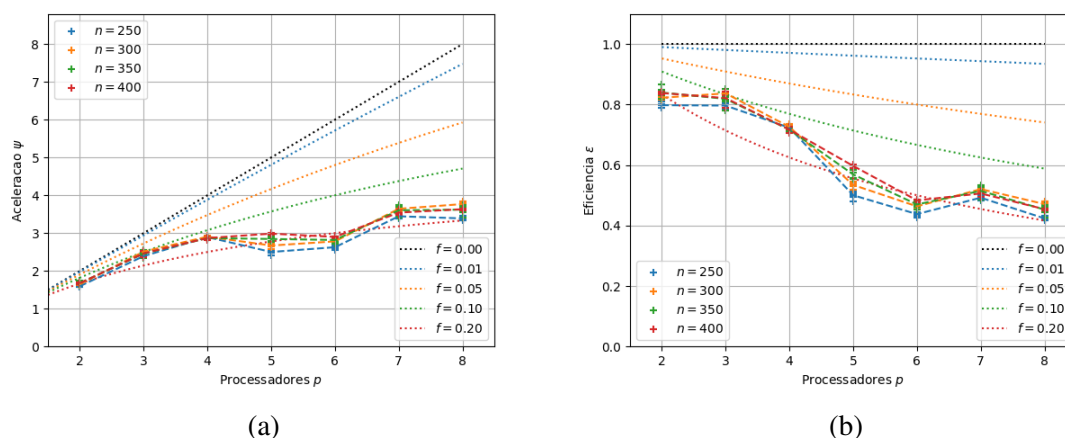 8
7
6
5
4
3
2
1
0
Aceleracao ψ
n = 250
n = 300
n = 350
n = 400
f = 0.00
f = 0.01
f = 0.05
f = 0.10
f = 0.20
2 3 4 5 6 7 8
Processadores p
(a)
1.0
0.8
0.6
0.4
0.2
0.0
Eficiencia ε
n = 250
n = 300
n = 350
n = 400
f = 0.00
f = 0.01
f = 0.05
f = 0.10
f = 0.20
2 3 4 5 6 7 8
Processadores p
(b)